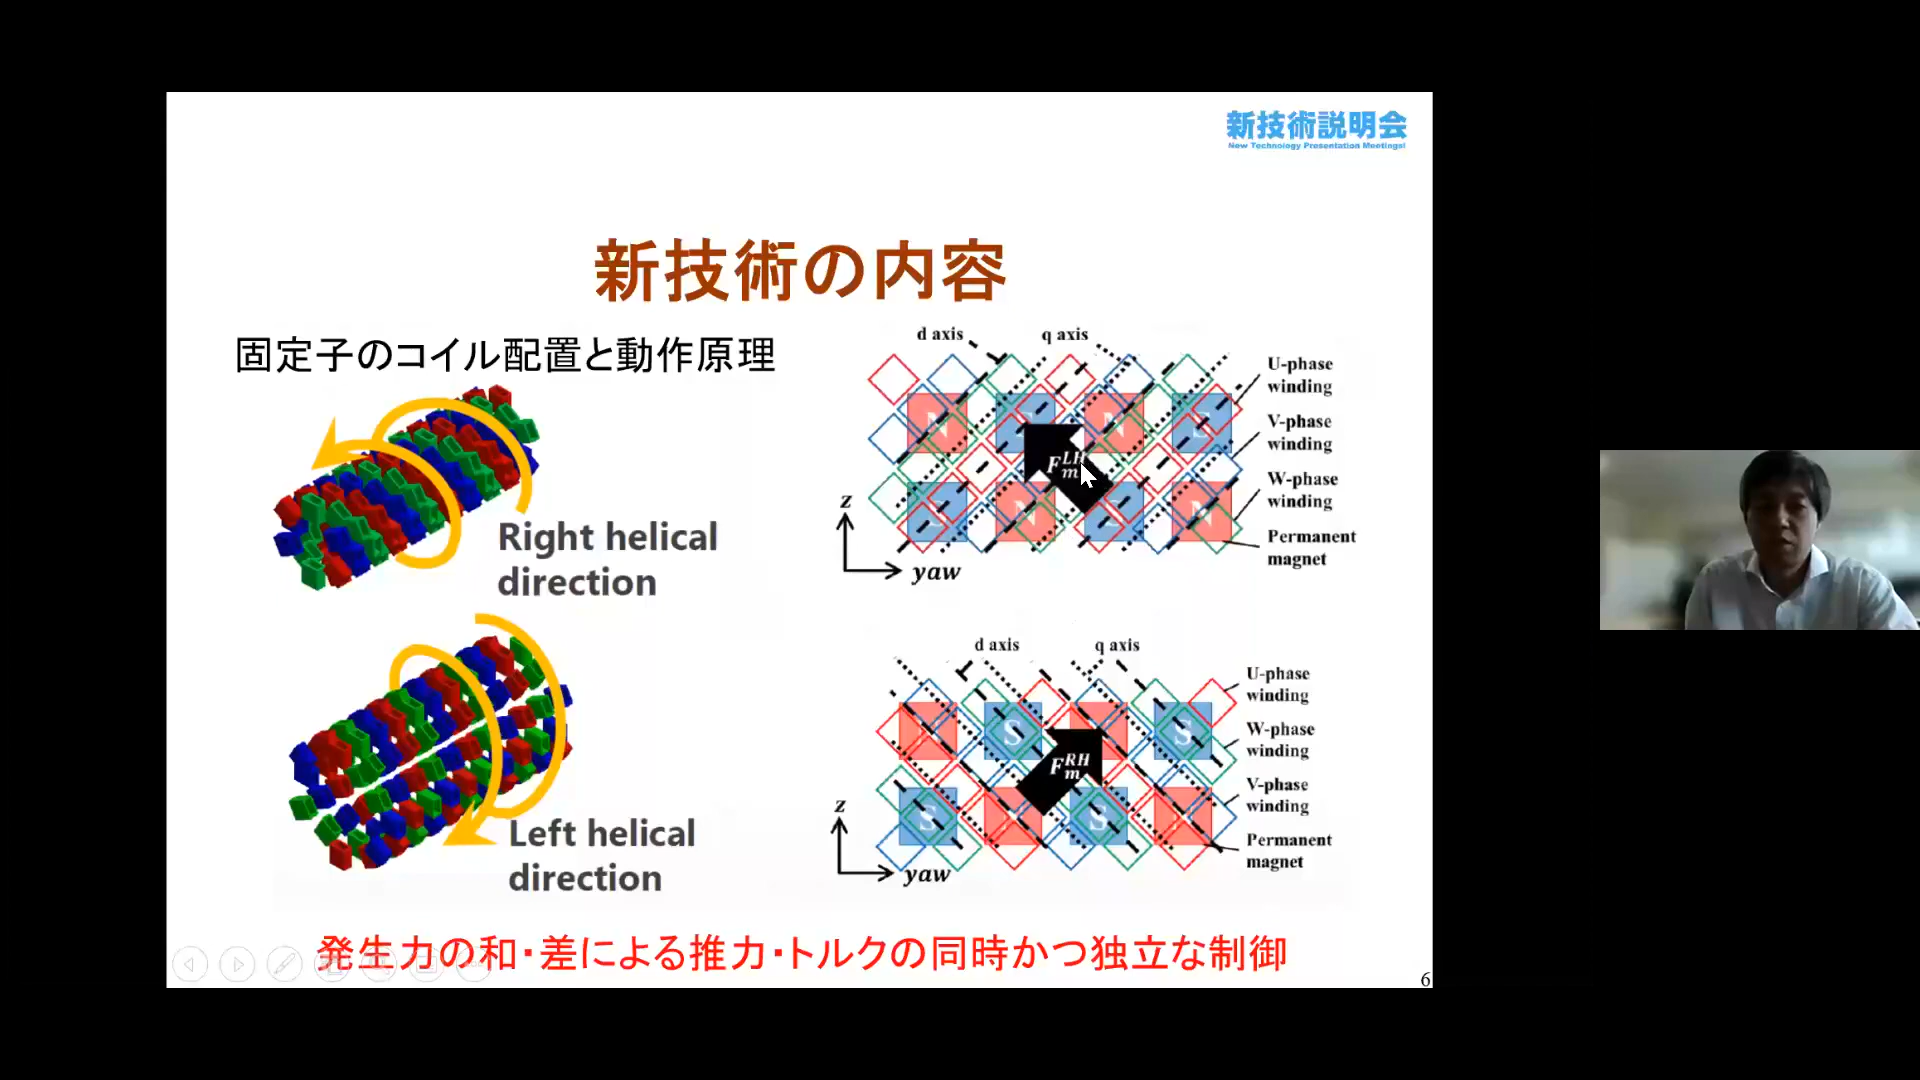 新技術説明会
New Technology Presentation Meetings!
新技術の内容
固定子のコイル配置と動作原理
Right helical
direction
Left helical
direction
d axis
q axis
N
S
N
S
S
N
S
N
F_m^LH
z
yaw
U-phase
winding
V-phase
winding
W-phase
winding
Permanent
magnet
d axis
q axis
S
S
S
S
F_m^RH
z
yaw
U-phase
winding
W-phase
winding
V-phase
winding
Permanent
magnet
発生力の和・差による推力・トルクの同時かつ独立な制御
6